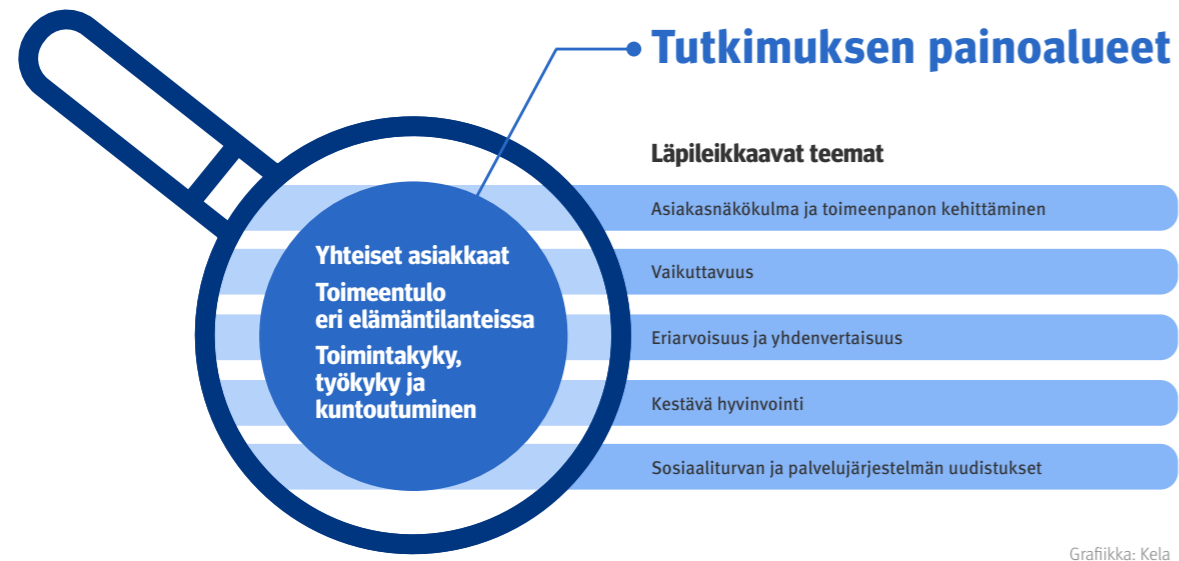 Tutkimuksen painoalueet
Yhteiset asiakkaat
Toimeentulo
eri elämäntilanteissa
Toimintakyky,
työkyky ja
kuntoutuminen
Läpileikkaavat teemat
Asiakasnäkökulma ja toimeenpanon kehittäminen
Vaikuttavuus
Eriarvoisuus ja yhdenvertaisuus
Kestävä hyvinvointi
Sosiaaliturvan ja palvelujärjestelmän uudistukset
Grafiikka: Kela